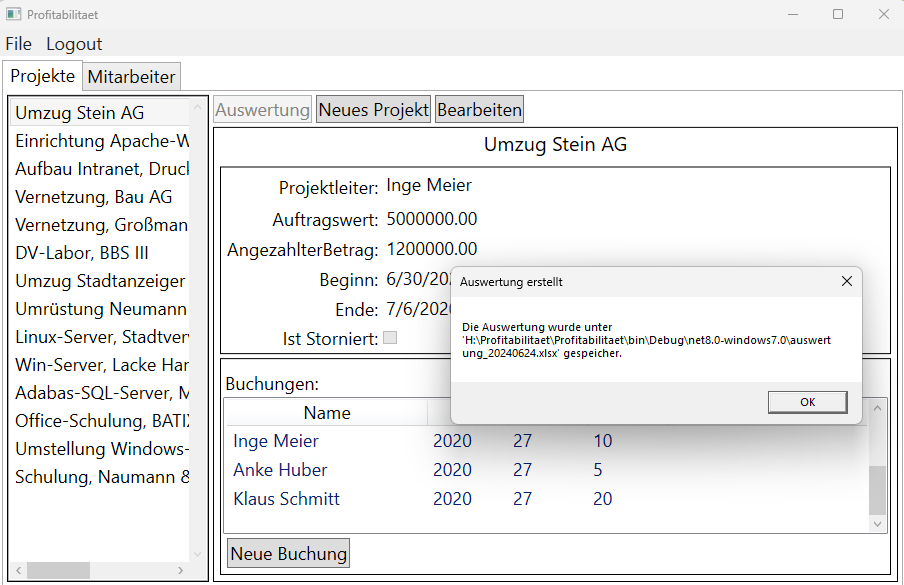 Profitabilitaet
File Logout
Projekte Mitarbeiter
Umzug Stein AG
Einrichtung Apache-W
Aufbau Intranet, Druck
Vernetzung, Bau AG
Vernetzung, Großman
DV-Labor, BBS III
Umzug Stadtanzeiger
Umrüstung Neumann
Linux-Server, Stadtver
Win-Server, Lacke Har
Adabas-SQL-Server, M
Office-Schulung, BATI
Umstellung Windows-
Schulung, Naumann &
Auswertung Neues Projekt Bearbeiten
Umzug Stein AG
Projektleiter: Inge Meier
Auftragswert: 5000000.00
AngezahlterBetrag: 1200000.00
Beginn: 6/30/202
Ende: 7/6/2020
Ist Storniert:
Buchungen:
Name
Inge Meier 2020 27 10
Anke Huber 2020 27 5
Klaus Schmitt 2020 27 20
Neue Buchung
Auswertung erstellt
Die Auswertung wurde unter
'H:\Profitabilitaet\Profitabilitaet\bin\Debug\net8.0-windows7.0\auswert
ung_20240624.xlsx' gespeicher.
OK